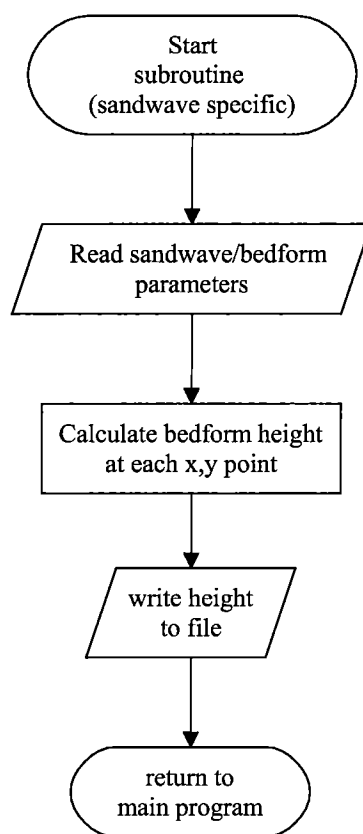 Start
subroutine
(sandwave specific)
Read sandwave/bedform
parameters
Calculate bedform height
at each x,y point
write height
to file
return to
main program